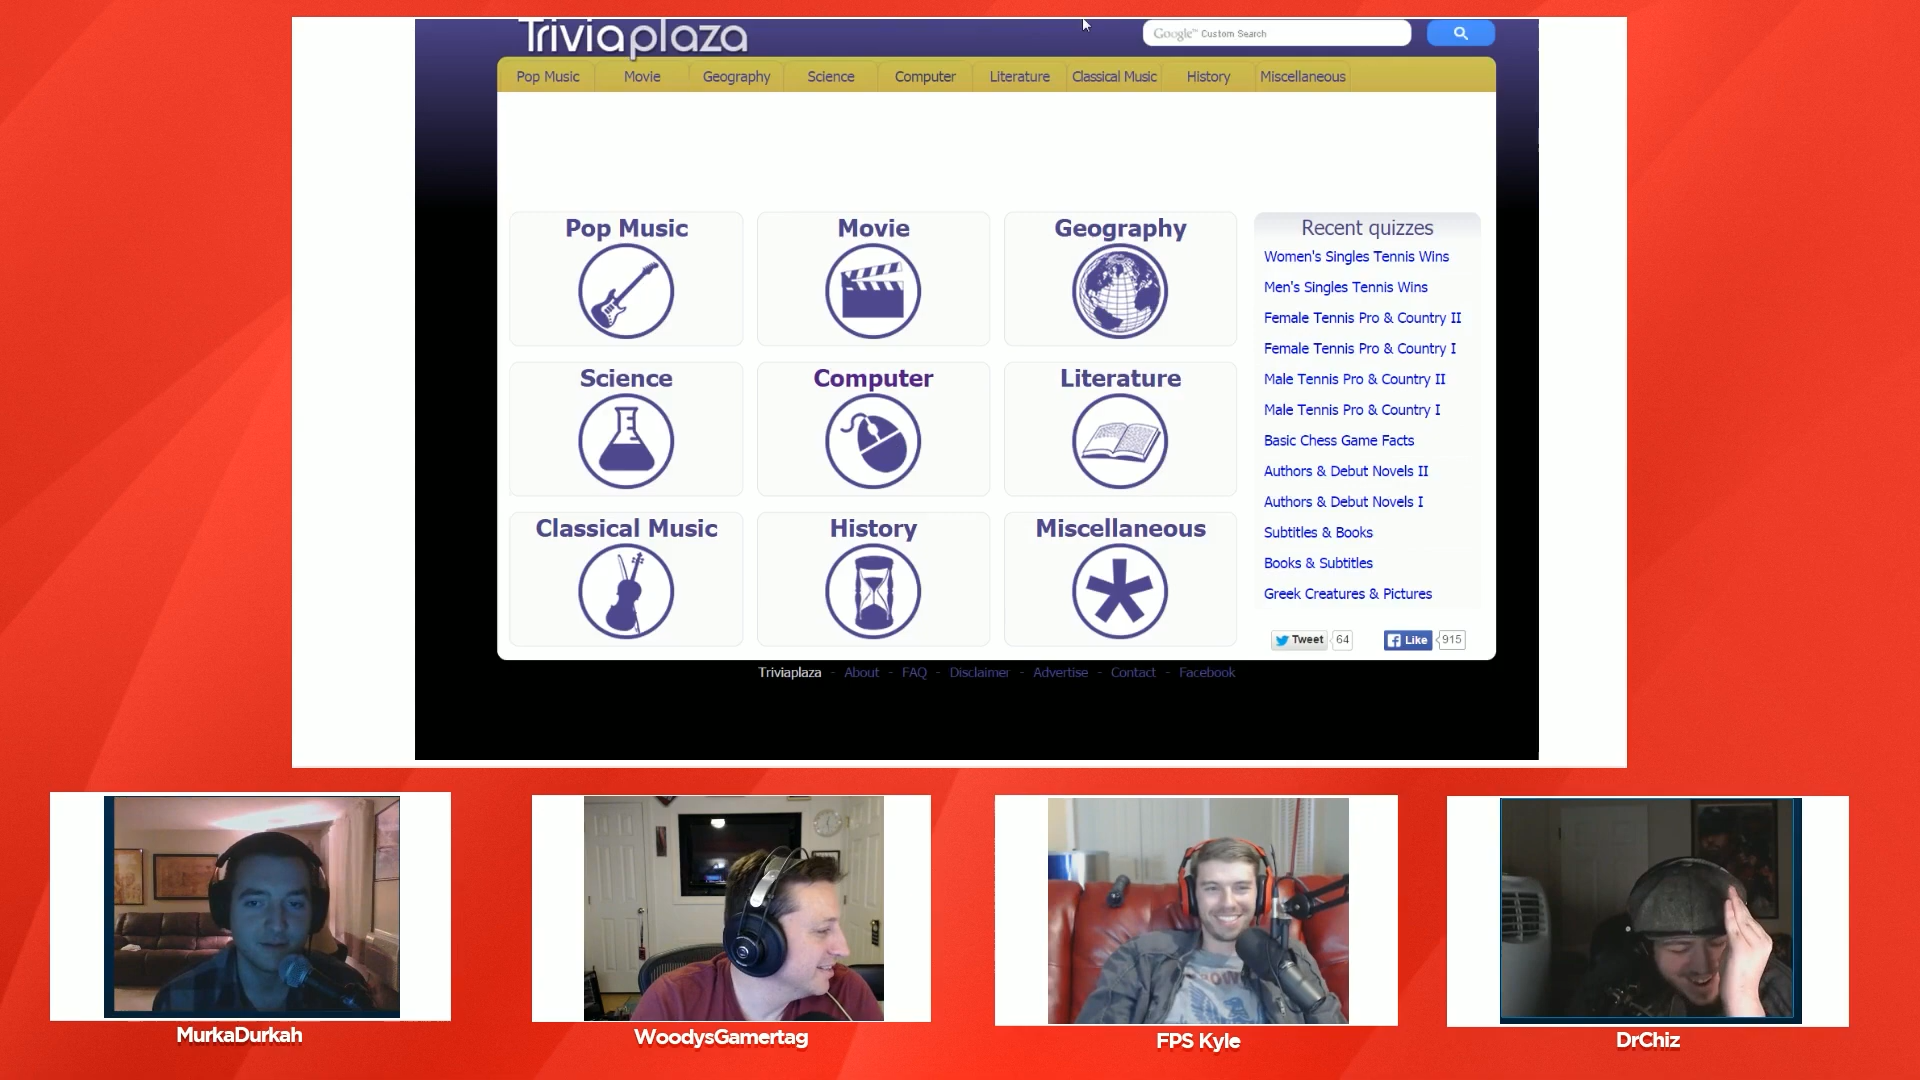 Triviaplaza
Google™ Custom Search
Pop Music Movie Geography Science Computer Literature Classical Music History Miscellaneous
Pop Music Movie Geography
Science Computer Literature
Classical Music History Miscellaneous
Recent quizzes
Women's Singles Tennis Wins
Men's Singles Tennis Wins
Female Tennis Pro & Country II
Female Tennis Pro & Country I
Male Tennis Pro & Country II
Male Tennis Pro & Country I
Basic Chess Game Facts
Authors & Debut Novels II
Authors & Debut Novels I
Subtitles & Books
Books & Subtitles
Greek Creatures & Pictures
Tweet 64 Like 915
Triviaplaza - About - FAQ - Disclaimer - Advertise - Contact - Facebook
MurkaDurkah WoodysGamertag FPS Kyle DrChiz